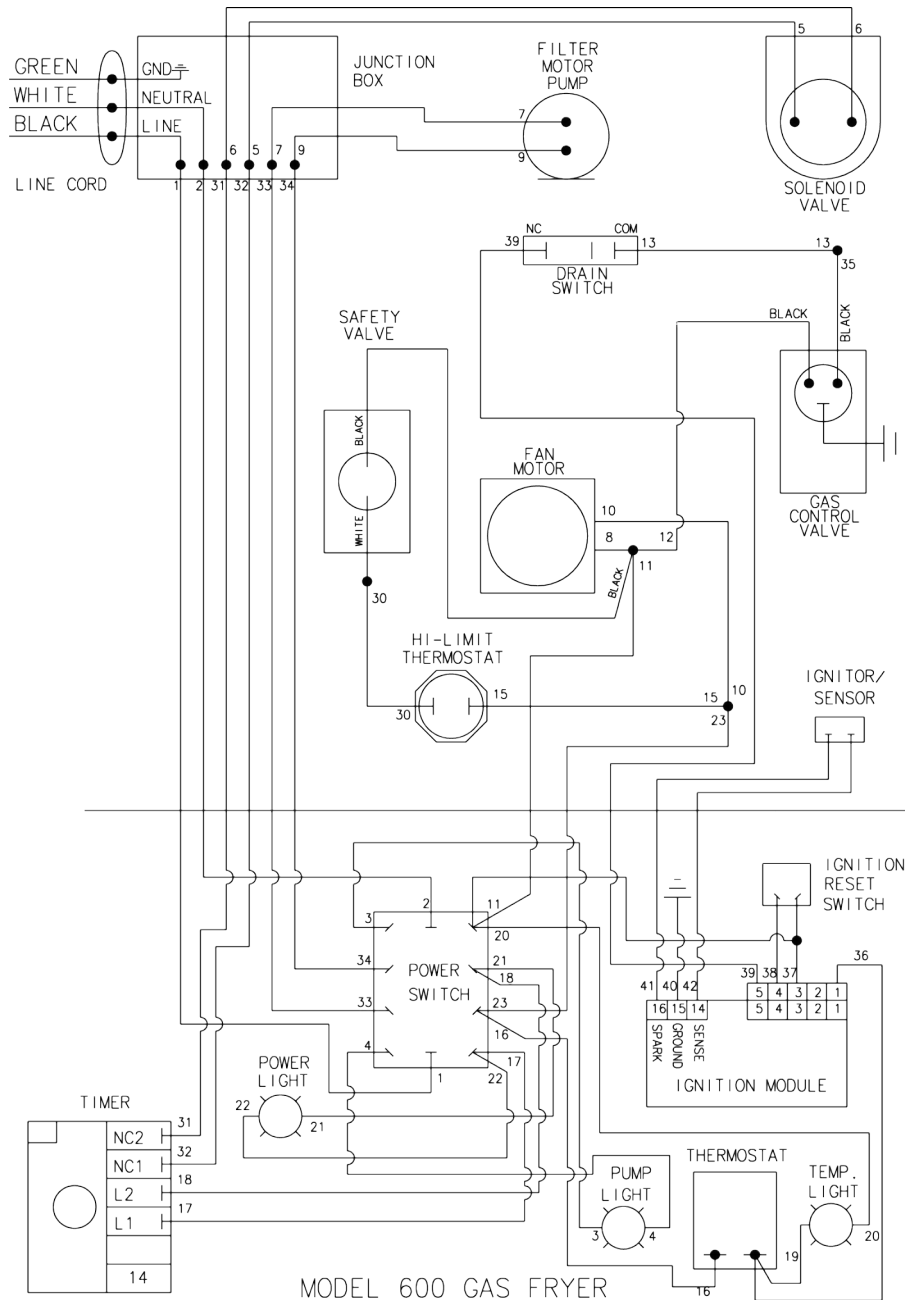 5 6
FILTER
MOTOR
PUMP
JUNCTION
BOX
GREEN
GND
WHITE
NEUTRAL
BLACK
LINE
LINE CORD
6 5 7 9
1 2 31 32 33 34
7
9
SOLENOID
VALVE
NC COM
39 13 13
35
DRAIN
SWITCH
SAFETY
VALVE
BLACK
BLACK
BLACK
WHITE
30
FAN
MOTOR
10
8 12
11
BLACK
GAS
CONTROL
VALVE
HI-LIMIT
THERMOSTAT
30 15 15 10
23
IGNITOR/
SENSOR
IGNITION
RESET
SWITCH
3 2 11
20
34 21
18
33 23
16
4 17
1 22
POWER
SWITCH
36
41 40 42 39 38 37
5 4 3 2 1
5 4 3 2 1
16 15 14
SPARK
GROUND
SENSE
IGNITION MODULE
POWER
LIGHT
22 21
TIMER
NC2 31
NC1 32
L2 18
L1 17
14
PUMP
LIGHT
3 4
THERMOSTAT
16 19
TEMP.
LIGHT
20
MODEL 600 GAS FRYER